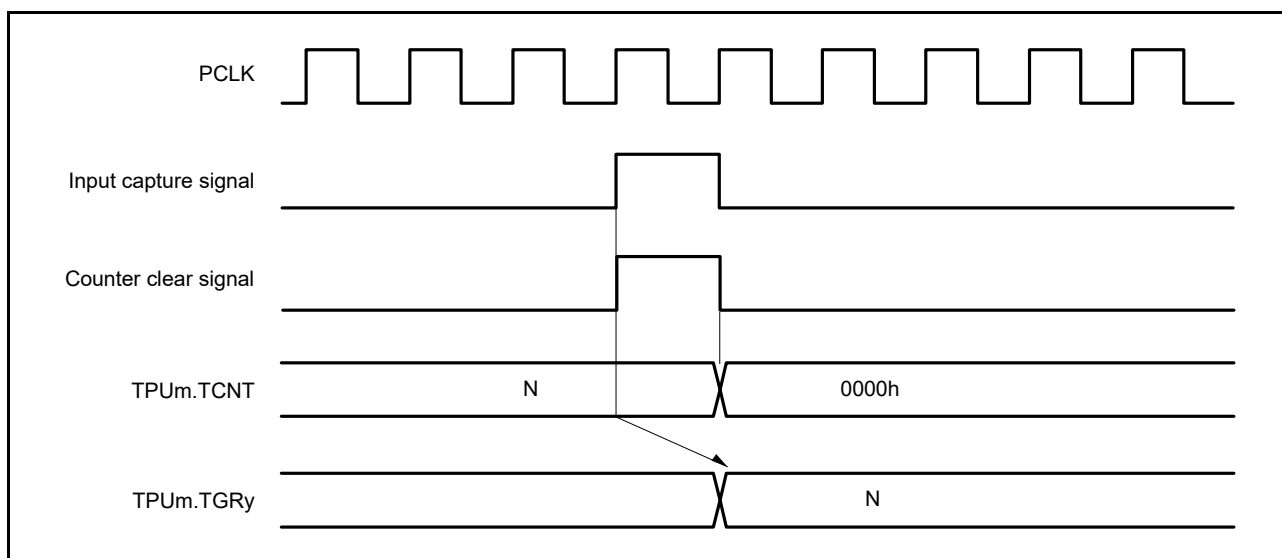 PCLK
Input capture signal
Counter clear signal
TPUm.TCNT
N
0000h
TPUm.TGRy
N